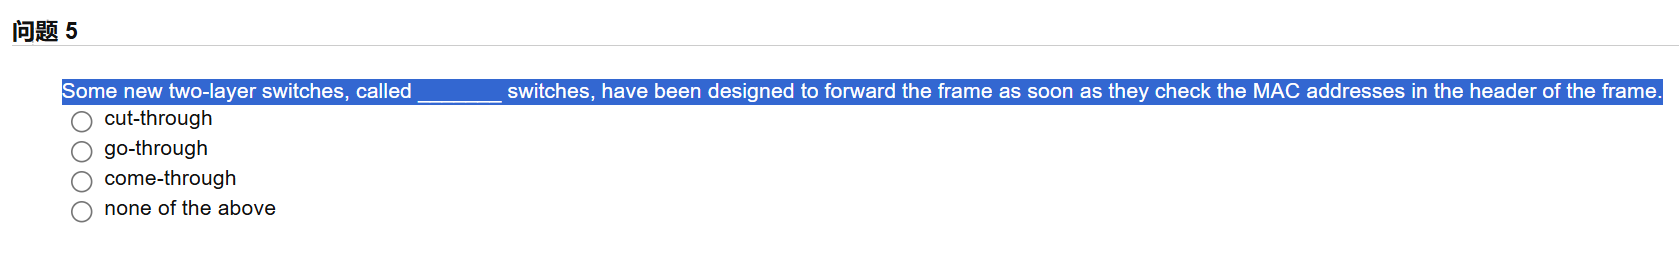 问题 5
Some new two-layer switches, called _______ switches, have been designed to forward the frame as soon as they check the MAC addresses in the header of the frame.
cut-through
go-through
come-through
none of the above